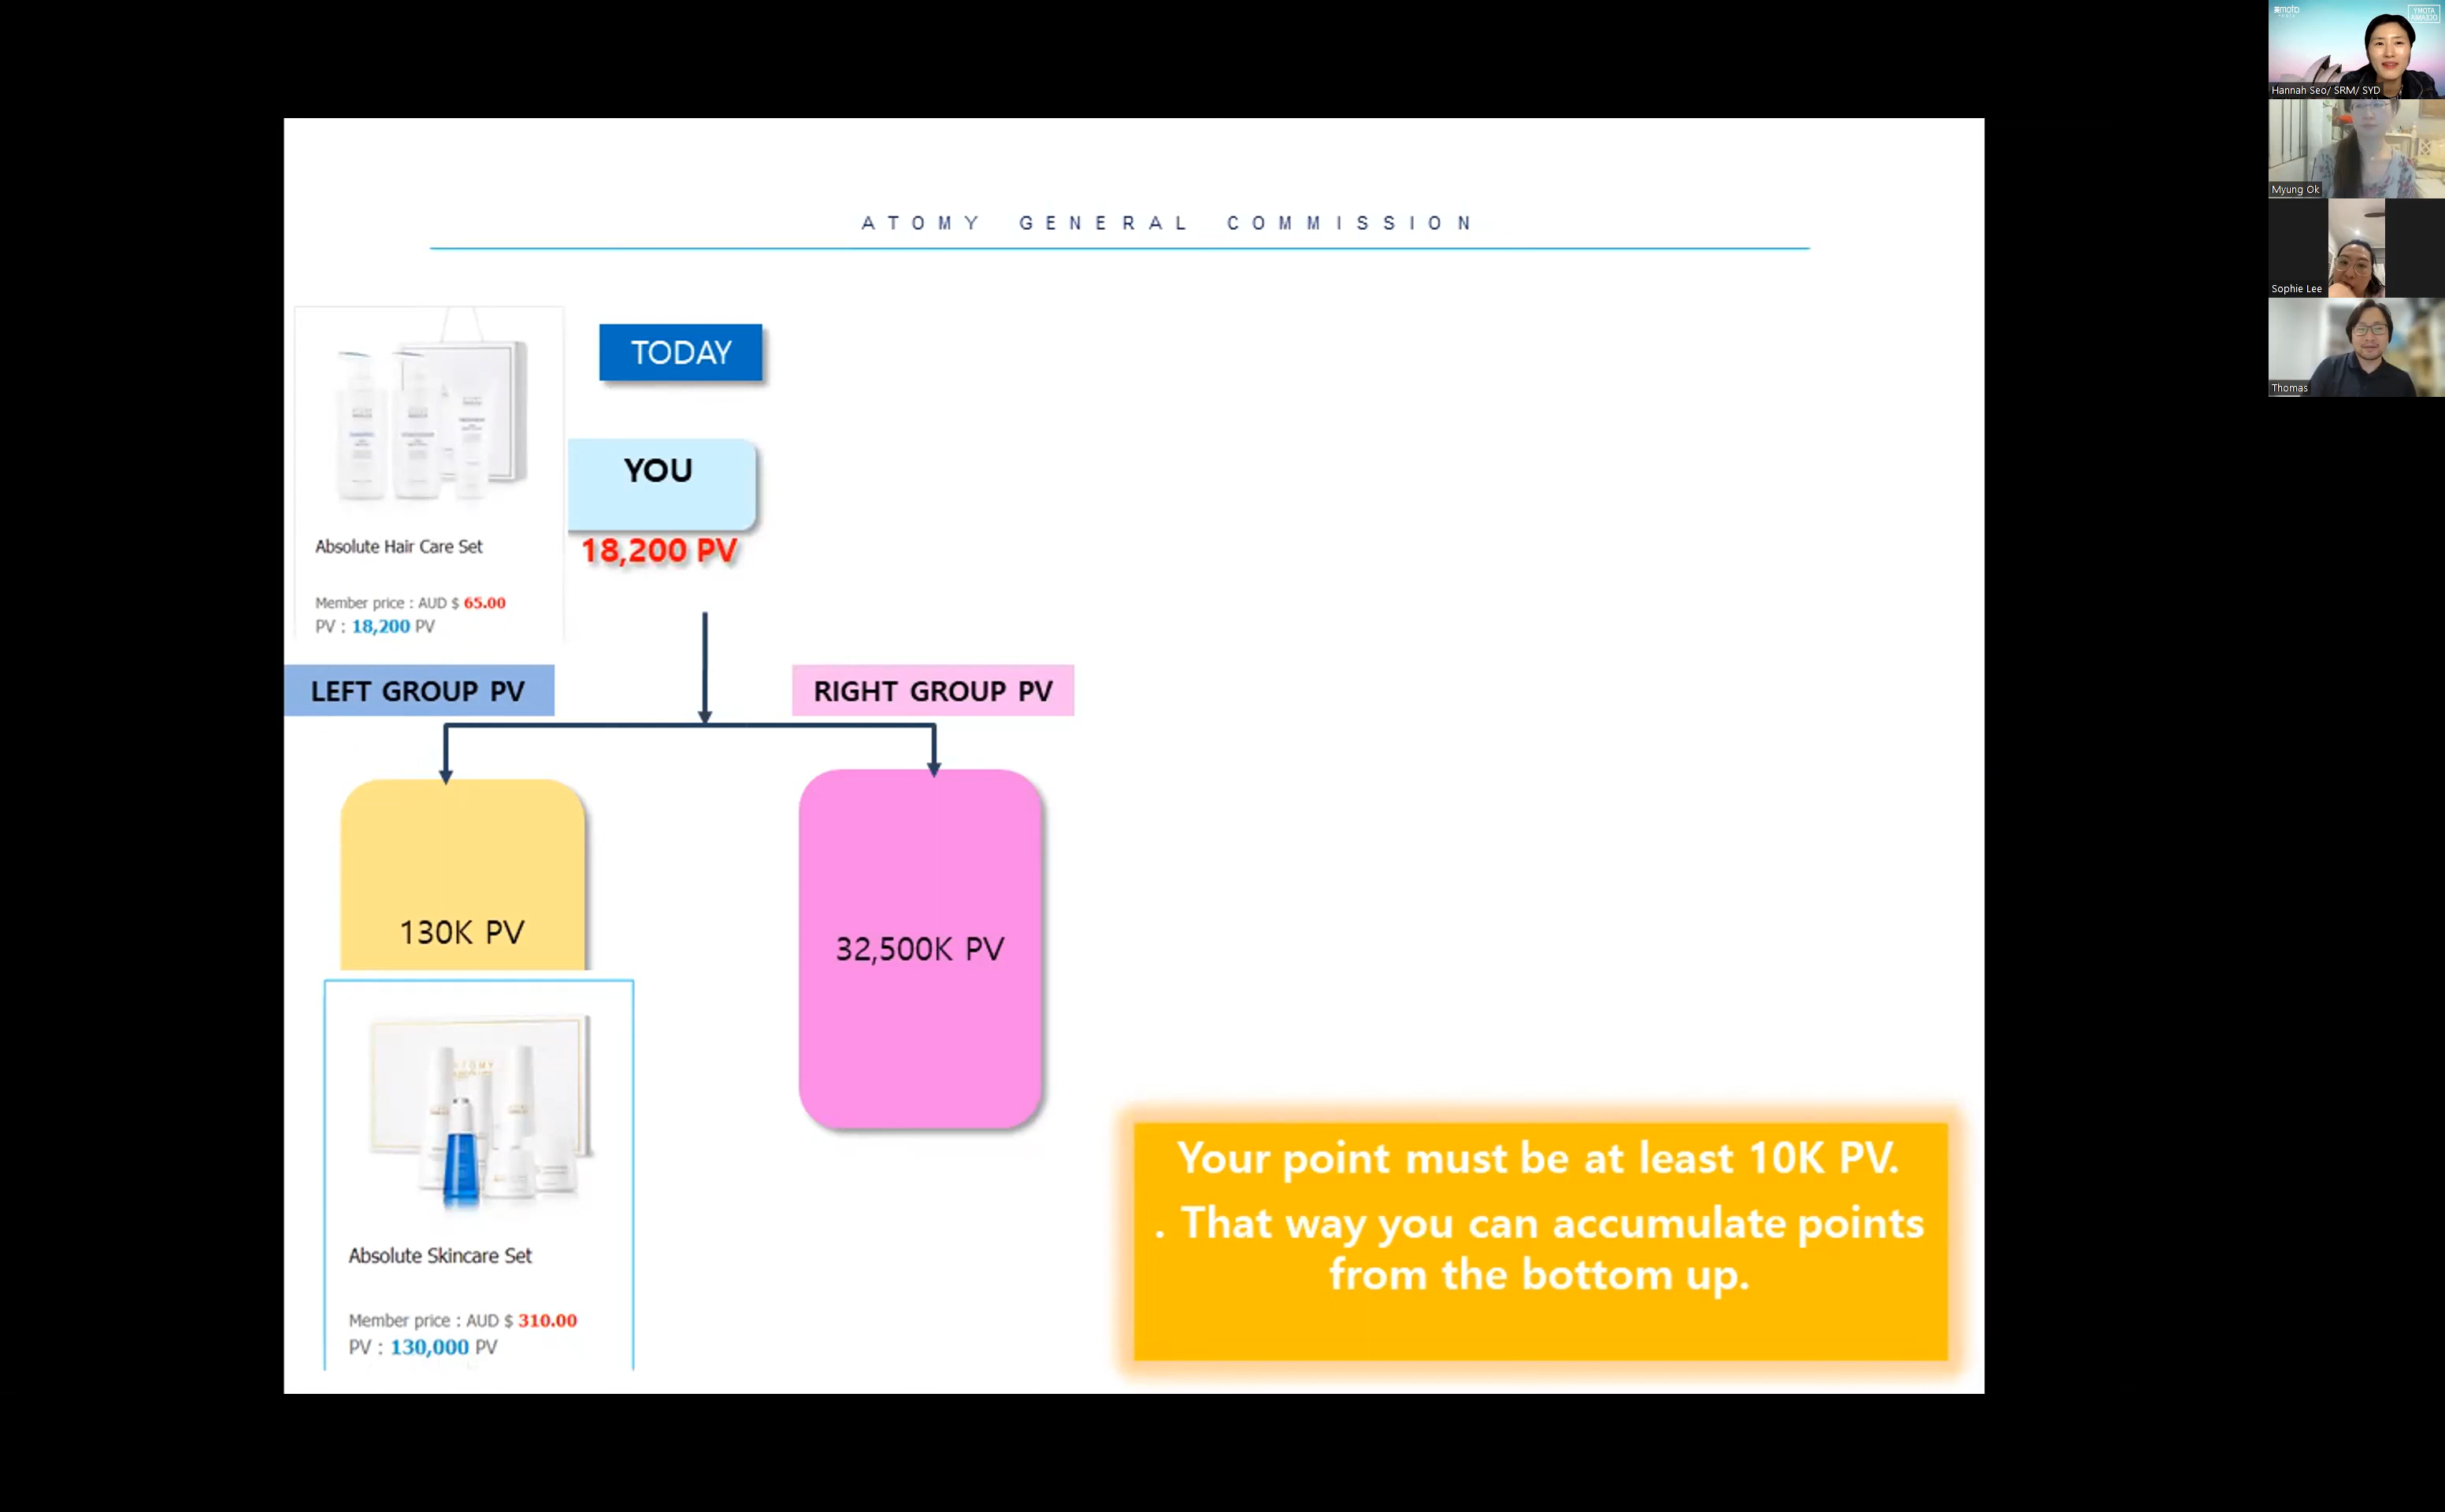 ATOMY GENERAL COMMISSION
TODAY
YOU
18,200 PV
Absolute Hair Care Set
Member price : AUD $ 65.00
PV : 18,200 PV
LEFT GROUP PV
RIGHT GROUP PV
130K PV
32,500K PV
Absolute Skincare Set
Member price : AUD $ 310.00
PV : 130,000 PV
Your point must be at least 10K PV.
. That way you can accumulate points
from the bottom up.
Hannah Seo/ SRM/ SYD
Myung Ok
Sophie Lee
Thomas